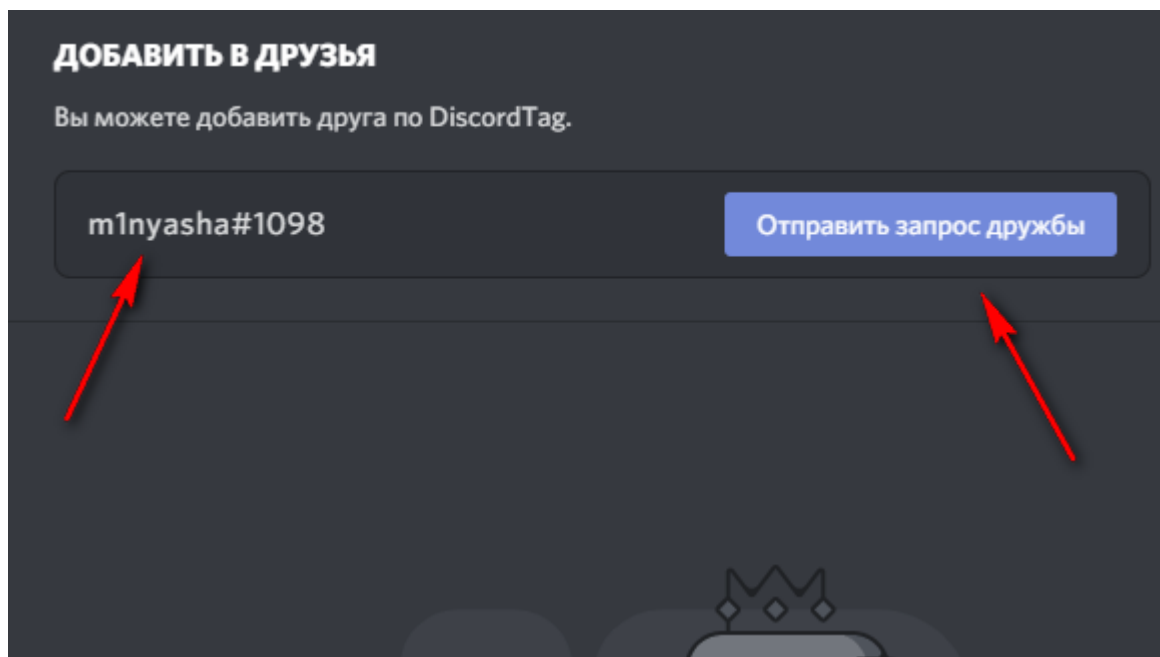 ДОБАВИТЬ В ДРУЗЬЯ
Вы можете добавить друга по DiscordTag.
m1nyasha#1098
Отправить запрос дружбы